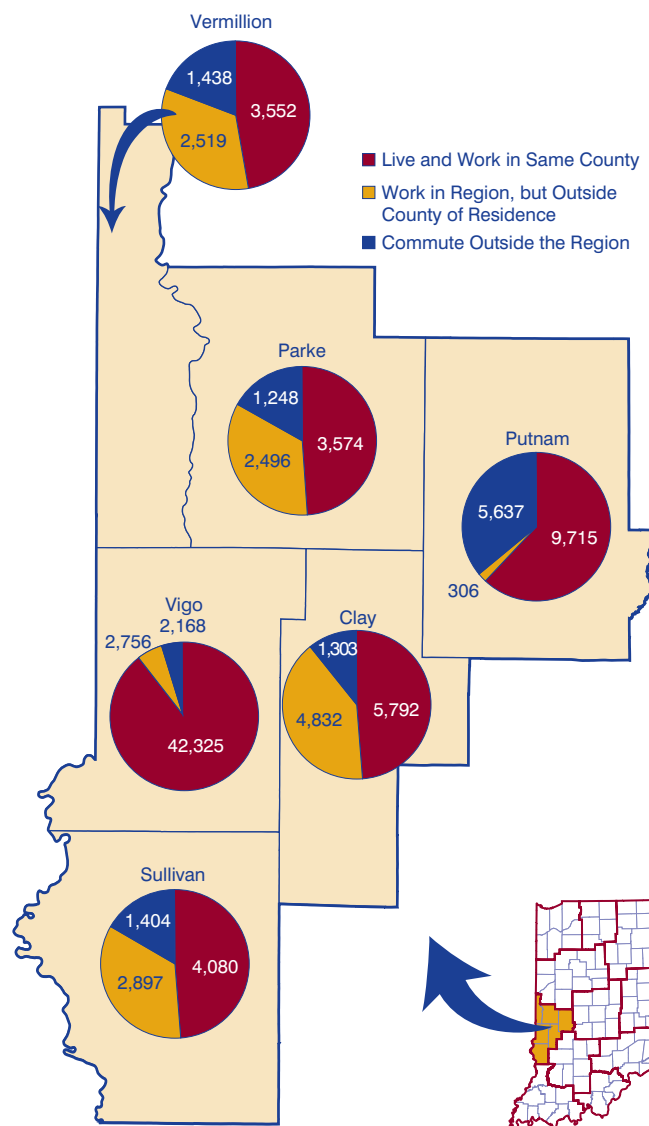 Vermillion
1,438
3,552
2,519
Live and Work in Same County
Work in Region, but Outside
County of Residence
Commute Outside the Region
Parke
1,248
3,574
2,496
Putnam
5,637
9,715
306
Vigo
2,168
2,756
42,325
Clay
1,303
5,792
4,832
Sullivan
1,404
4,080
2,897